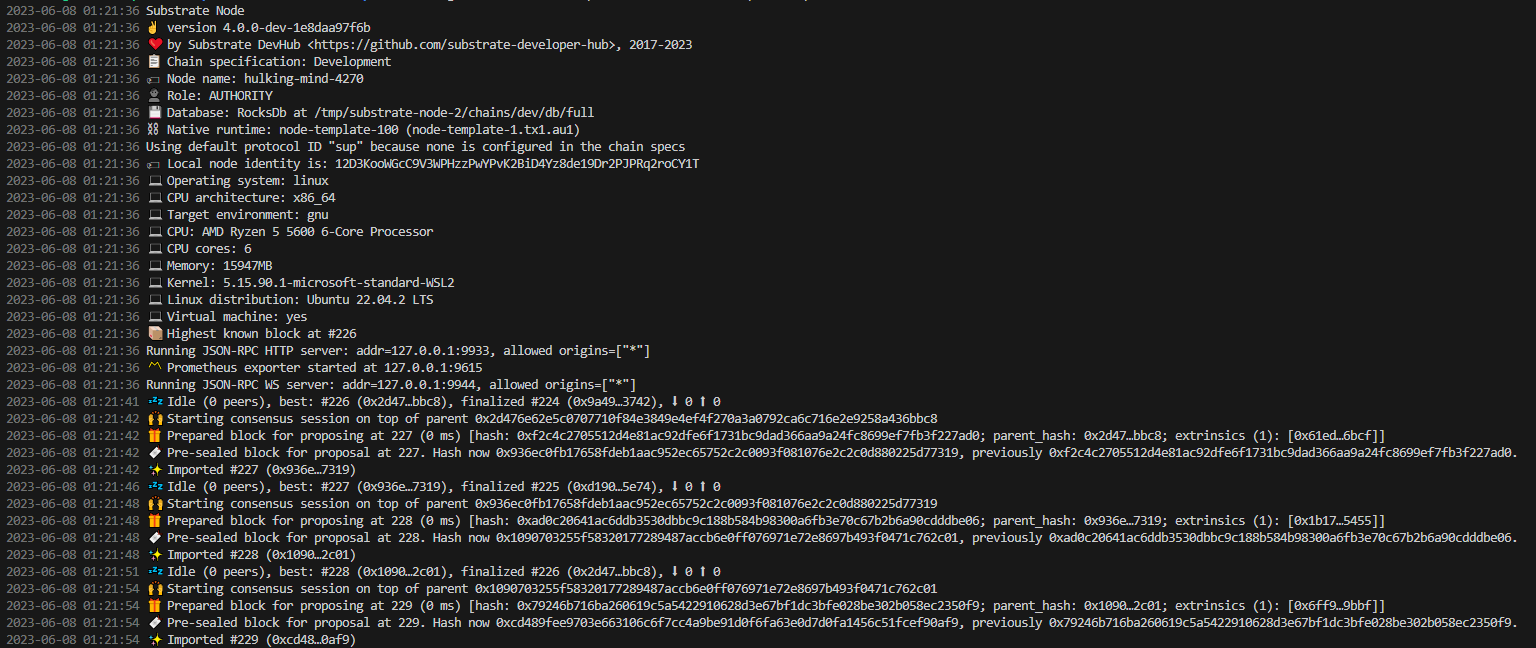 2023-06-08 01:21:36 Substrate Node
2023-06-08 01:21:36 ✌️ version 4.0.0-dev-1e8daa97f6b
2023-06-08 01:21:36 ❤️ by Substrate DevHub <https://github.com/substrate-developer-hub>, 2017-2023
2023-06-08 01:21:36 📋 Chain specification: Development
2023-06-08 01:21:36 🏷 Node name: hulking-mind-4270
2023-06-08 01:21:36 👤 Role: AUTHORITY
2023-06-08 01:21:36 💾 Database: RocksDb at /tmp/substrate-node-2/chains/dev/db/full
2023-06-08 01:21:36 ⛓ Native runtime: node-template-100 (node-template-1.tx1.au1)
2023-06-08 01:21:36 Using default protocol ID "sup" because none is configured in the chain specs
2023-06-08 01:21:36 🏷 Local node identity is: 12D3KooWGcC9V3WPHzzPwYPvK2BiD4Yz8de19Dr2PJPRq2roCY1T
2023-06-08 01:21:36 💻 Operating system: linux
2023-06-08 01:21:36 💻 CPU architecture: x86_64
2023-06-08 01:21:36 💻 Target environment: gnu
2023-06-08 01:21:36 💻 CPU: AMD Ryzen 5 5600 6-Core Processor
2023-06-08 01:21:36 💻 CPU cores: 6
2023-06-08 01:21:36 💻 Memory: 15947MB
2023-06-08 01:21:36 💻 Kernel: 5.15.90.1-microsoft-standard-WSL2
2023-06-08 01:21:36 💻 Linux distribution: Ubuntu 22.04.2 LTS
2023-06-08 01:21:36 💻 Virtual machine: yes
2023-06-08 01:21:36 📦 Highest known block at #226
2023-06-08 01:21:36 Running JSON-RPC HTTP server: addr=127.0.0.1:9933, allowed origins=["*"]
2023-06-08 01:21:36 〽️ Prometheus exporter started at 127.0.0.1:9615
2023-06-08 01:21:36 Running JSON-RPC WS server: addr=127.0.0.1:9944, allowed origins=["*"]
2023-06-08 01:21:41 💤 Idle (0 peers), best: #226 (0x2d47…bbc8), finalized #224 (0x9a49…3742), ⬇ 0 ⬆ 0
2023-06-08 01:21:42 🙌 Starting consensus session on top of parent 0x2d476e62e5c0707710f84e3849e4ef4f270a3a0792ca6c716e2e9258a436bbc8
2023-06-08 01:21:42 🎁 Prepared block for proposing at 227 (0 ms) [hash: 0xf2c4c2705512d4e81ac92dfe6f1731bc9dad366aa9a24fc8699ef7fb3f227ad0; parent_hash: 0x2d47…bbc8; extrinsics (1): [0x61ed…6bcf]]
2023-06-08 01:21:42 🔖 Pre-sealed block for proposal at 227. Hash now 0x936ec0fb17658fdeb1aac952ec65752c2c0093f081076e2c2c0d880225d77319, previously 0xf2c4c2705512d4e81ac92dfe6f1731bc9dad366aa9a24fc8699ef7fb3f227ad0.
2023-06-08 01:21:42 ✨ Imported #227 (0x936e…7319)
2023-06-08 01:21:46 💤 Idle (0 peers), best: #227 (0x936e…7319), finalized #225 (0xd190…5e74), ⬇ 0 ⬆ 0
2023-06-08 01:21:48 🙌 Starting consensus session on top of parent 0x936ec0fb17658fdeb1aac952ec65752c2c0093f081076e2c2c0d880225d77319
2023-06-08 01:21:48 🎁 Prepared block for proposing at 228 (0 ms) [hash: 0xad0c20641ac6ddb3530dbbc9c188b584b98300a6fb3e70c67b2b6a90cdddbe06; parent_hash: 0x936e…7319; extrinsics (1): [0x1b17…5455]]
2023-06-08 01:21:48 🔖 Pre-sealed block for proposal at 228. Hash now 0x1090703255f58320177289487accb6e0ff076971e72e8697b493f0471c762c01, previously 0xad0c20641ac6ddb3530dbbc9c188b584b98300a6fb3e70c67b2b6a90cdddbe06.
2023-06-08 01:21:48 ✨ Imported #228 (0x1090…2c01)
2023-06-08 01:21:51 💤 Idle (0 peers), best: #228 (0x1090…2c01), finalized #226 (0x2d47…bbc8), ⬇ 0 ⬆ 0
2023-06-08 01:21:54 🙌 Starting consensus session on top of parent 0x1090703255f58320177289487accb6e0ff076971e72e8697b493f0471c762c01
2023-06-08 01:21:54 🎁 Prepared block for proposing at 229 (0 ms) [hash: 0x79246b716ba260619c5a5422910628d3e67bf1dc3bfe028be302b058ec2350f9; parent_hash: 0x1090…2c01; extrinsics (1): [0x6ff9…9bbf]]
2023-06-08 01:21:54 🔖 Pre-sealed block for proposal at 229. Hash now 0xcd489fee9703e663106c6f7cc4a9be91d0f6fa63e0d7d0fa1456c51fcef90af9, previously 0x79246b716ba260619c5a5422910628d3e67bf1dc3bfe028be302b058ec2350f9.
2023-06-08 01:21:54 ✨ Imported #229 (0xcd48…0af9)